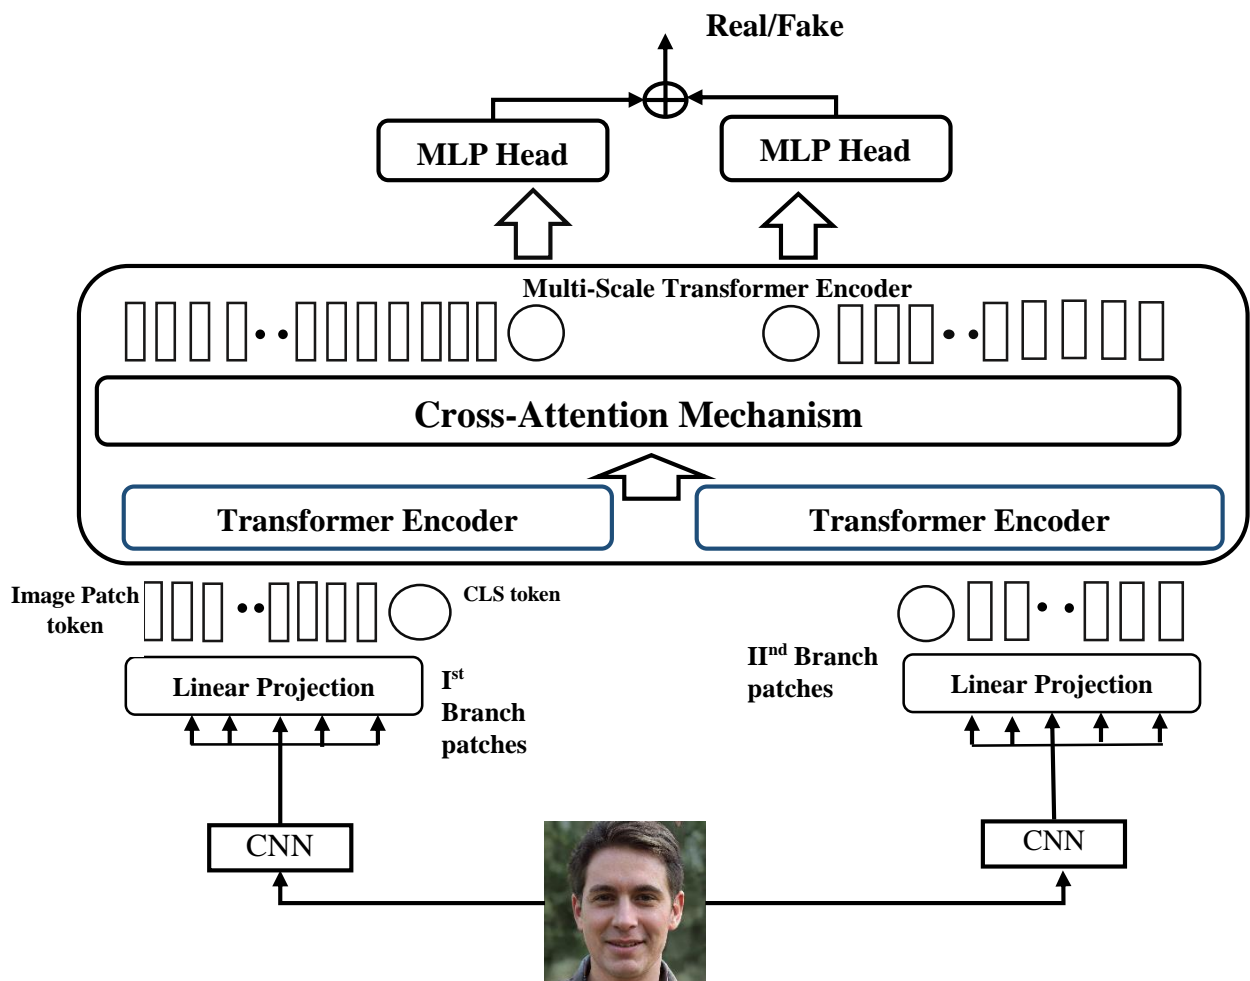 Real/Fake
MLP Head
MLP Head
Multi-Scale Transformer Encoder
Cross-Attention Mechanism
Transformer Encoder
Transformer Encoder
Image Patch
token
CLS token
Linear Projection
Ist
Branch
patches
IInd Branch
patches
Linear Projection
CNN
CNN